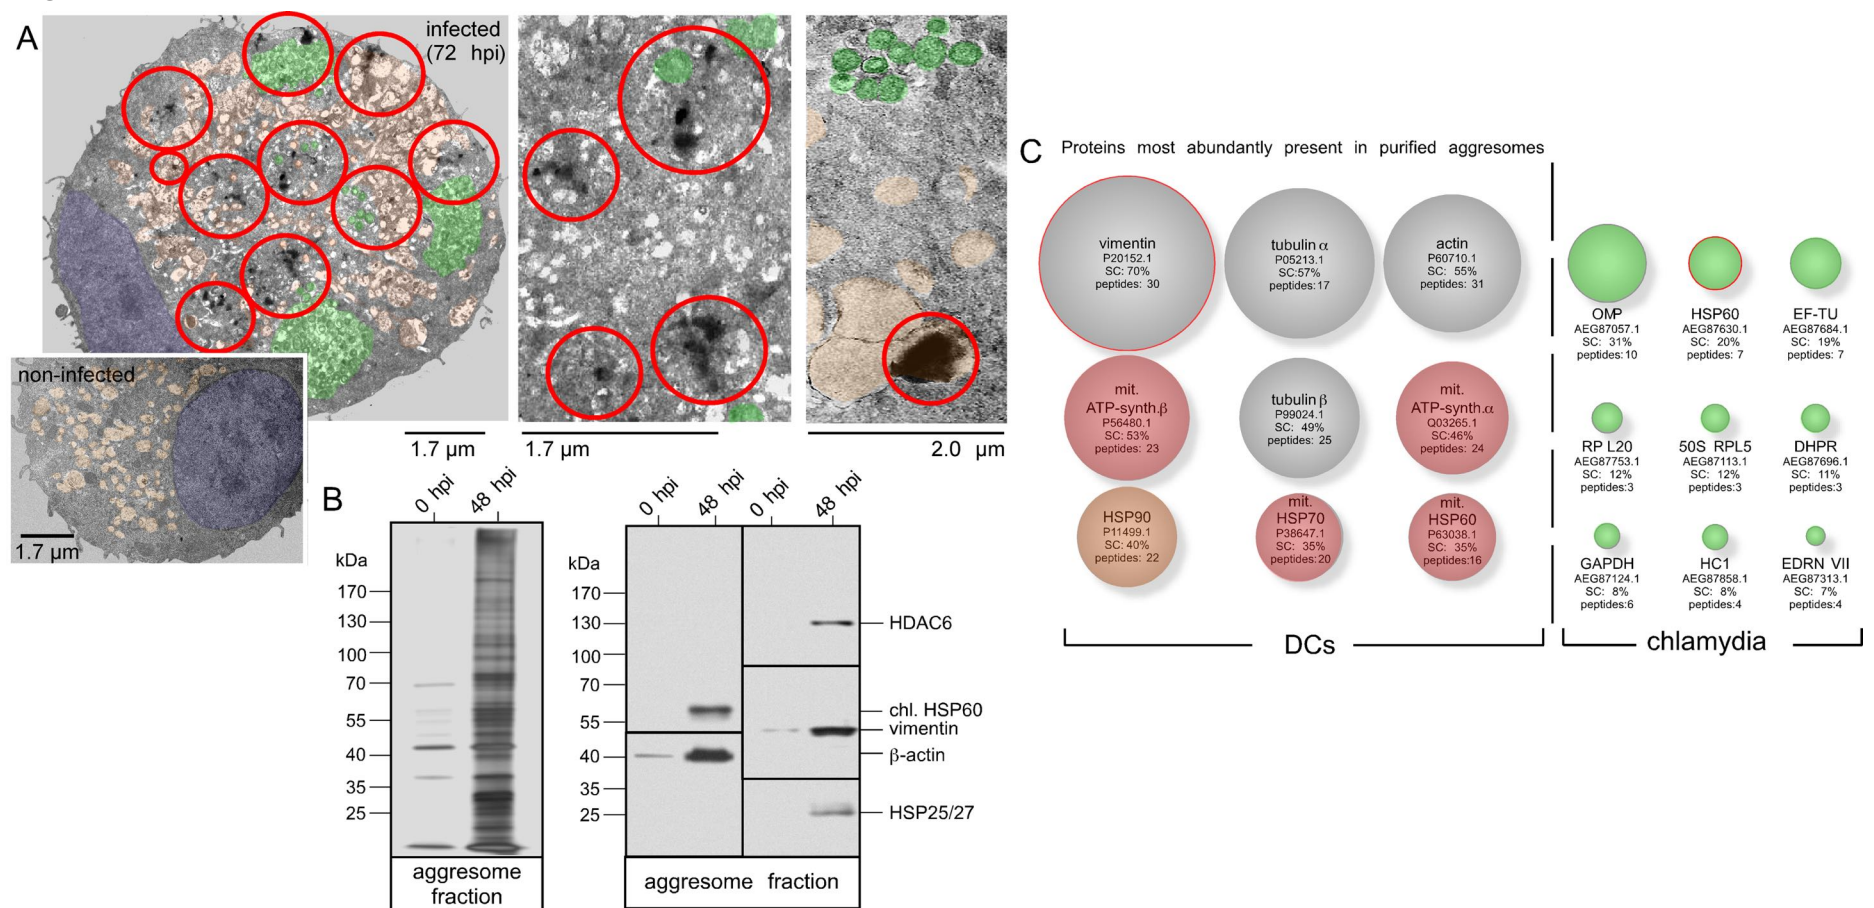 A
infected
(72 hpi)
non-infected
1.7 µm
1.7 µm
1.7 µm
2.0 µm
B
0 hpi
48 hpi
kDa
170
130
100
70
55
40
35
25
aggresome
fraction
0 hpi
48 hpi
0 hpi
48 hpi
kDa
170
130
100
70
55
40
35
25
HDAC6
chl. HSP60
vimentin
β-actin
HSP25/27
aggresome fraction
C
Proteins most abundantly present in purified aggresomes
vimentin
P20152.1
SC: 70%
peptides: 30
tubulin α
P05213.1
SC:57%
peptides:17
actin
P60710.1
SC: 55%
peptides: 31
mit.
ATP-synth.β
P56480.1
SC: 53%
peptides: 23
tubulin β
P99024.1
SC: 49%
peptides: 25
mit.
ATP-synth.α
Q03265.1
SC:46%
peptides: 24
HSP90
P11499.1
SC: 40%
peptides: 22
mit.
HSP70
P38647.1
SC: 35%
peptides:20
mit.
HSP60
P63038.1
SC: 35%
peptides:16
DCs
OMP
AEG87057.1
SC: 31%
peptides:10
HSP60
AEG87630.1
SC: 20%
peptides: 7
EF-TU
AEG87684.1
SC: 19%
peptides: 7
RP L20
AEG87753.1
SC: 12%
peptides:3
50S RPL5
AEG87113.1
SC: 12%
peptides:3
DHPR
AEG87696.1
SC: 11%
peptides:3
GAPDH
AEG87124.1
SC: 8%
peptides:6
HC1
AEG87858.1
SC: 8%
peptides:4
EDRN VII
AEG87313.1
SC: 7%
peptides:4
chlamydia